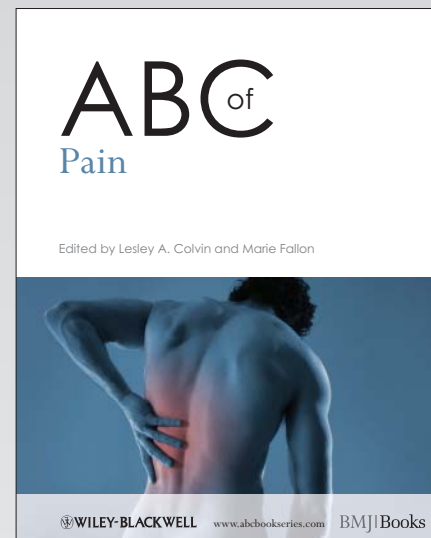 ABC of
Pain
Edited by Lesley A. Colvin and Marie Fallon
WILEY-BLACKWELL www.abcbookseries.com BMJ|Books